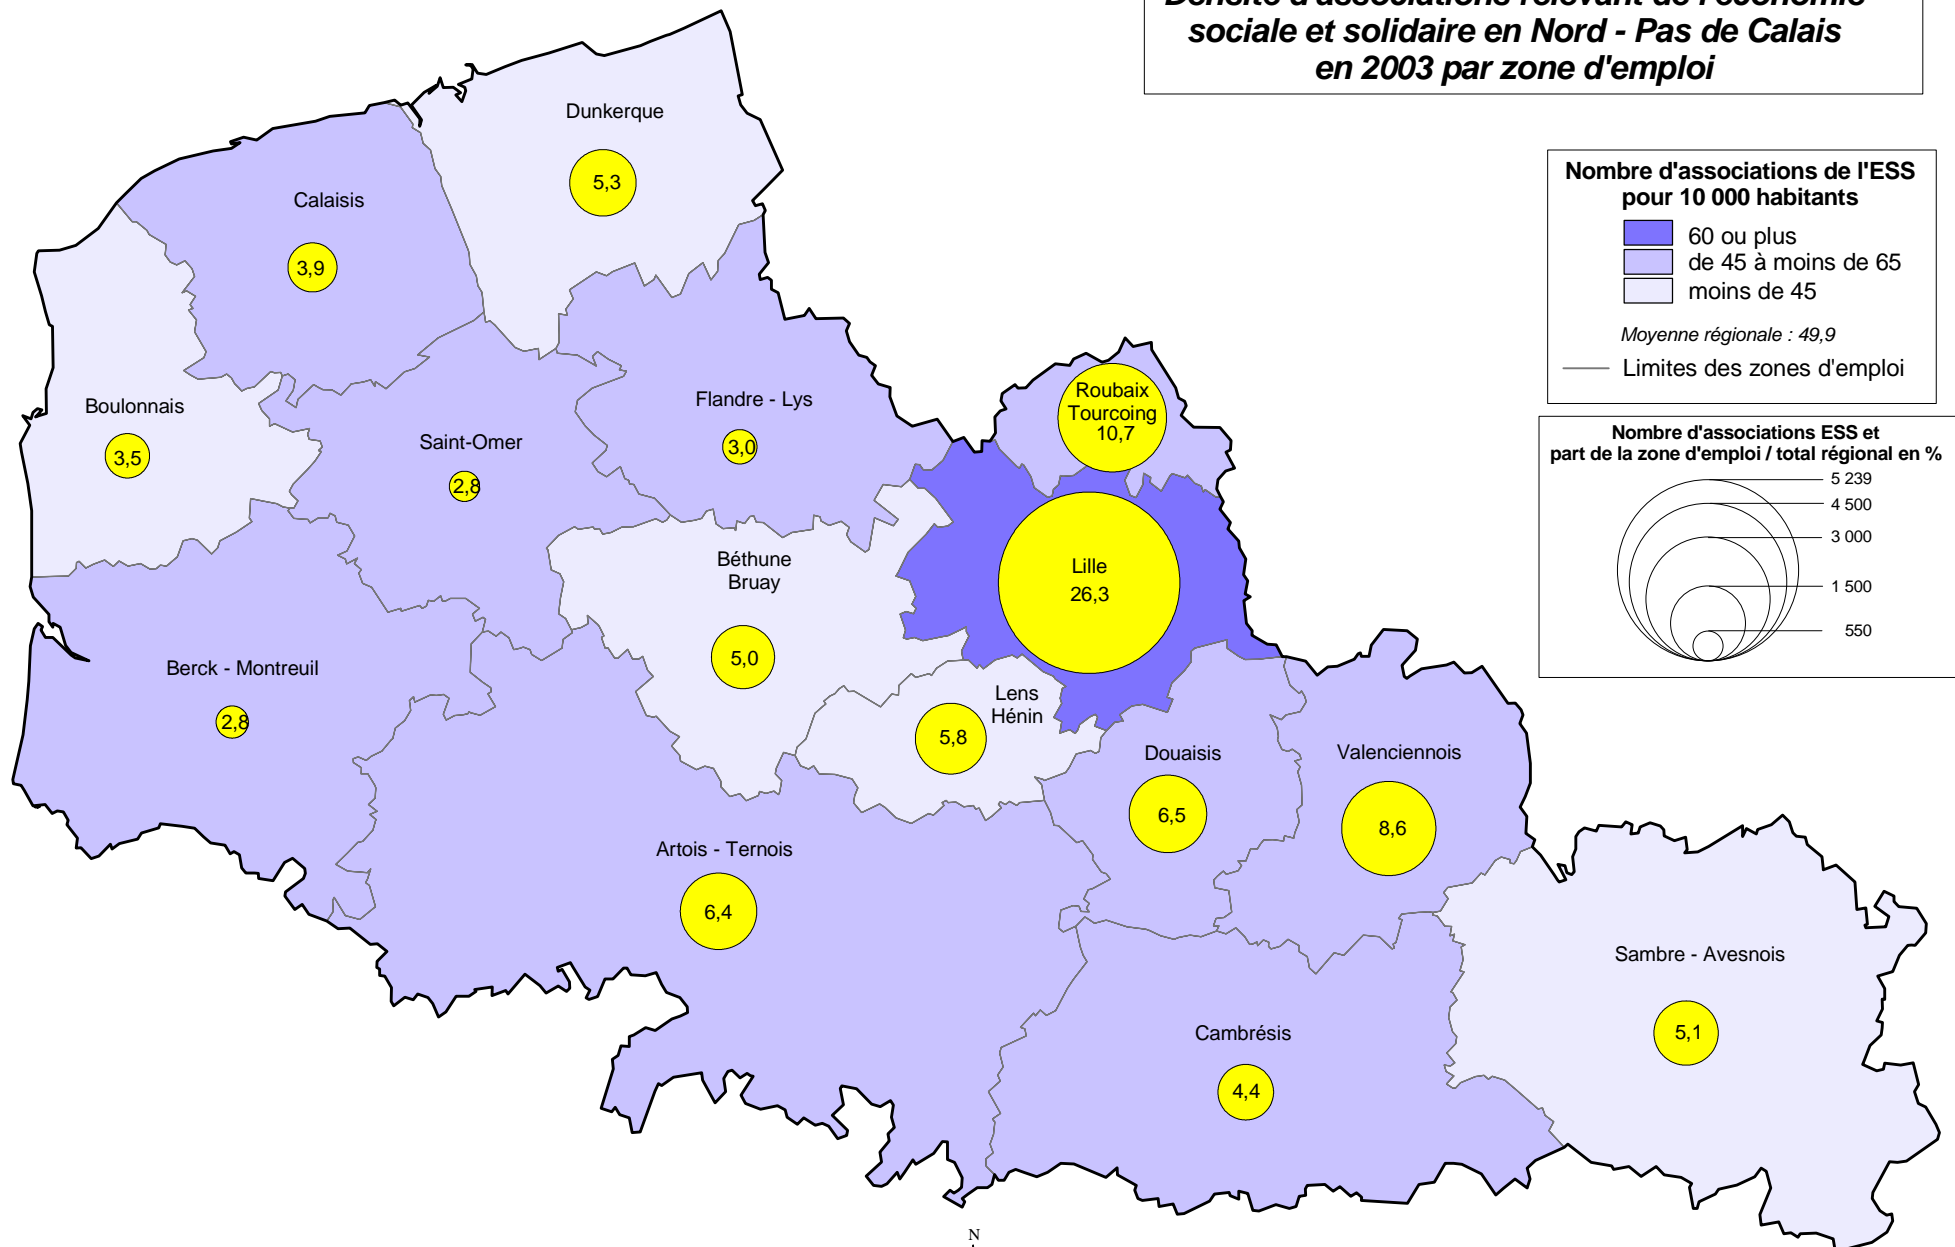 Densité d'associations relevant de l'économie
sociale et solidaire en Nord - Pas de Calais
en 2003 par zone d'emploi
Nombre d'associations de l'ESS
pour 10 000 habitants
60 ou plus
de 45 à moins de 65
moins de 45
Moyenne régionale : 49,9
Limites des zones d'emploi
Nombre d'associations ESS et
part de la zone d'emploi / total régional en %
5 239
4 500
3 000
1 500
550
Dunkerque
5,3
Calaisis
3,9
Boulonnais
3,5
Saint-Omer
2,8
Flandre - Lys
3,0
Roubaix
Tourcoing
10,7
Lille
26,3
Béthune
Bruay
5,0
Berck - Montreuil
2,8
Lens
Hénin
5,8
Douaisis
6,5
Valenciennois
8,6
Artois - Ternois
6,4
Cambrésis
4,4
Sambre - Avesnois
5,1
N